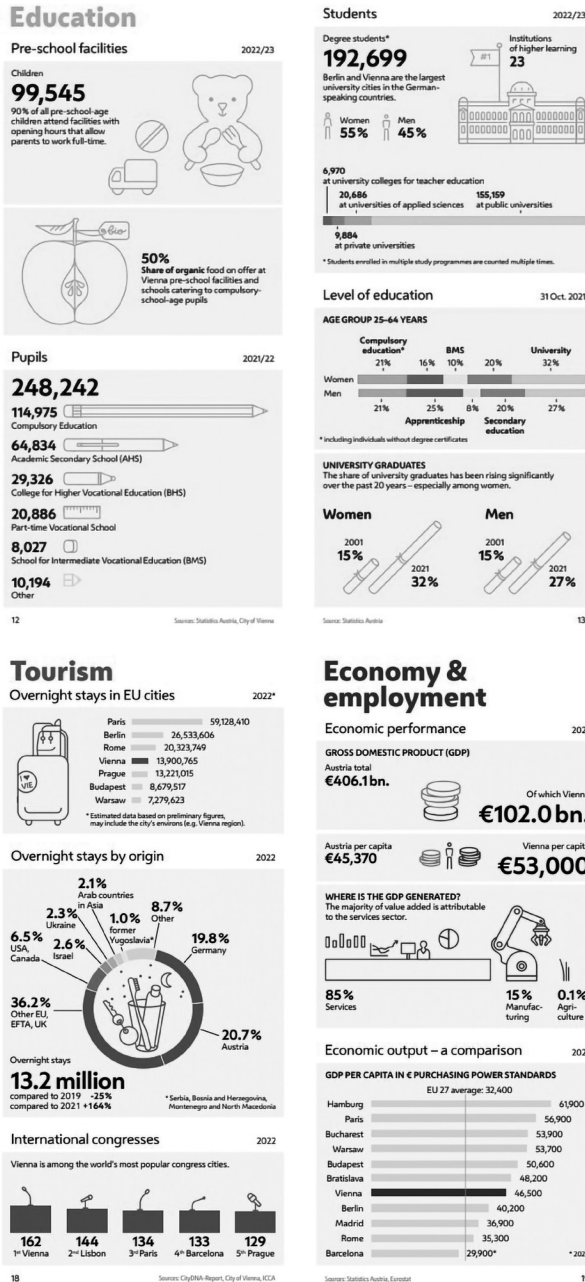 Education
Pre-school facilities 2022/23
Children
99,545
90% of all pre-school-age
children attend facilities with
opening hours that allow
parents to work full-time.
bio
50%
Share of organic food on offer at
Vienna pre-school facilities and
schools catering to compulsory-
school-age pupils
Pupils 2021/22
248,242
114,975
Compulsory Education
64,834
Academic Secondary School (AHS)
29,326
College for Higher Vocational Education (BHS)
20,886
Part-time Vocational School
8,027
School for Intermediate Vocational Education (BMS)
10,194
Other
12 Sources: Statistics Austria, City of Vienna
Students 2022/23
Degree students*
192,699
Berlin and Vienna are the largest
university cities in the German-
speaking countries.
Women Men
55% 45%
#1
Institutions
of higher learning
23
6,970
at university colleges for teacher education
20,686 155,159
at universities of applied sciences at public universities
9,884
at private universities
* Students enrolled in multiple study programmes are counted multiple times.
Level of education 31 Oct. 2021
AGE GROUP 25–64 YEARS
Compulsory
education* BMS University
21% 16% 10% 20% 32%
Women
Men
21% 25% 8% 20% 27%
Apprenticeship Secondary
education
* including individuals without degree certificates
UNIVERSITY GRADUATES
The share of university graduates has been rising significantly
over the past 20 years – especially among women.
Women Men
2001 2001
15% 15%
2021 2021
32% 27%
Source: Statistics Austria 13
Tourism
Overnight stays in EU cities 2022*
Paris 59,128,410
Berlin 26,533,606
Rome 20,323,749
Vienna 13,900,765
Prague 13,221,015
Budapest 8,679,517
Warsaw 7,279,623
I ♥
VIE
* Estimated data based on preliminary figures,
may include the city's environs (e.g. Vienna region).
Overnight stays by origin 2022
2.1%
Arab countries
in Asia
2.3%
Ukraine
1.0%
former
Yugoslavia*
8.7%
Other
6.5%
USA,
Canada
2.6%
Israel
19.8%
Germany
36.2%
Other EU,
EFTA, UK
20.7%
Austria
Overnight stays
13.2 million
compared to 2019 -25%
compared to 2021 +164%
* Serbia, Bosnia and Herzegovina,
Montenegro and North Macedonia
International congresses 2022
Vienna is among the world's most popular congress cities.
162 144 134 133 129
1st Vienna 2nd Lisbon 3rd Paris 4th Barcelona 5th Prague
18 Sources: CityDNA-Report, City of Vienna, ICCA
Economy &
employment
Economic performance 202
GROSS DOMESTIC PRODUCT (GDP)
Austria total
€406.1 bn.
Of which Vienn
€102.0 bn.
Austria per capita
€45,370
Vienna per capit
€53,000
WHERE IS THE GDP GENERATED?
The majority of value added is attributable
to the services sector.
85% 15% 0.1%
Services Manufac- Agri-
turing culture
Economic output – a comparison 202
GDP PER CAPITA IN € PURCHASING POWER STANDARDS
EU 27 average: 32,400
Hamburg 61,900
Paris 56,900
Bucharest 53,900
Warsaw 53,700
Budapest 50,600
Bratislava 48,200
Vienna 46,500
Berlin 40,200
Madrid 36,900
Rome 35,300
Barcelona 29,900* * 202
Sources: Statistics Austria, Eurostat 1